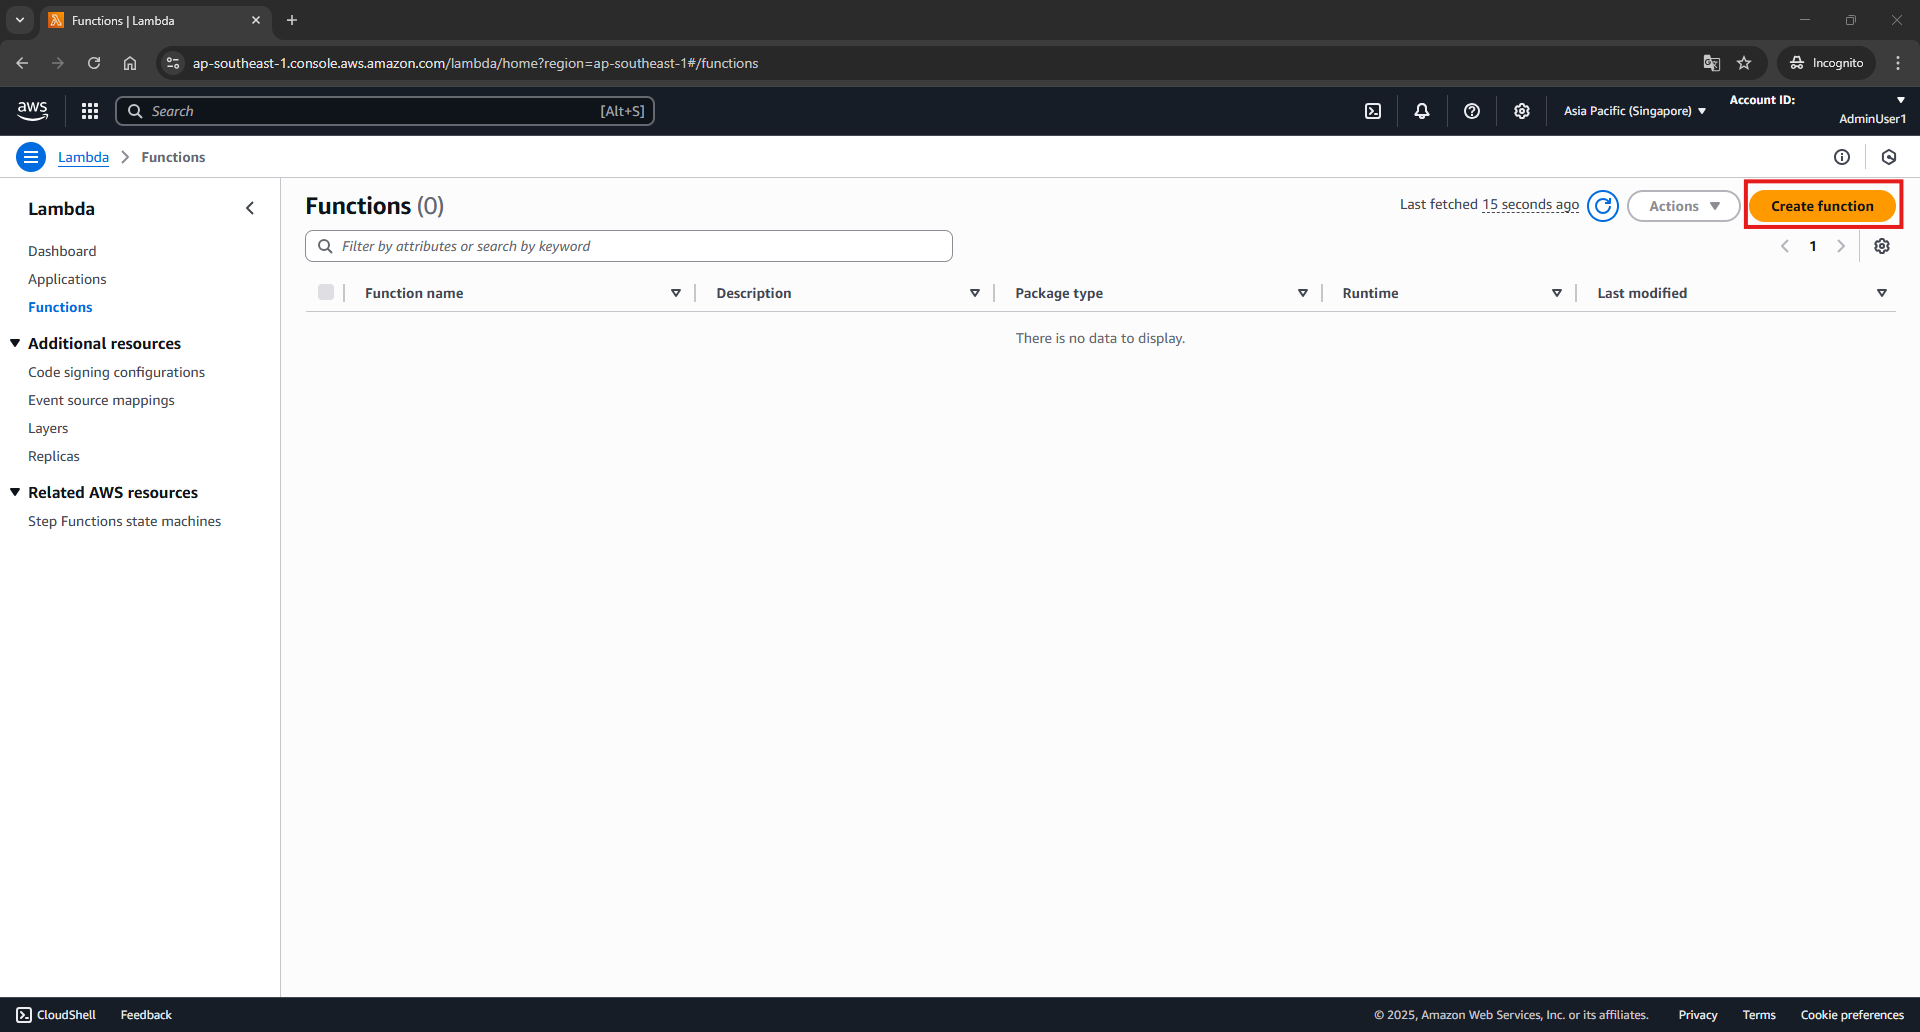 Functions | Lambda
ap-southeast-1.console.aws.amazon.com/lambda/home?region=ap-southeast-1#/functions
Incognito
aws
Search
[Alt+S]
Asia Pacific (Singapore)
Account ID:
AdminUser1
Lambda
Functions
Lambda
Dashboard
Applications
Functions
Additional resources
Code signing configurations
Event source mappings
Layers
Replicas
Related AWS resources
Step Functions state machines
Functions (0)
Last fetched 15 seconds ago
Actions
Create function
Filter by attributes or search by keyword
1
Function name
Description
Package type
Runtime
Last modified
There is no data to display.
CloudShell
Feedback
© 2025, Amazon Web Services, Inc. or its affiliates.
Privacy
Terms
Cookie preferences